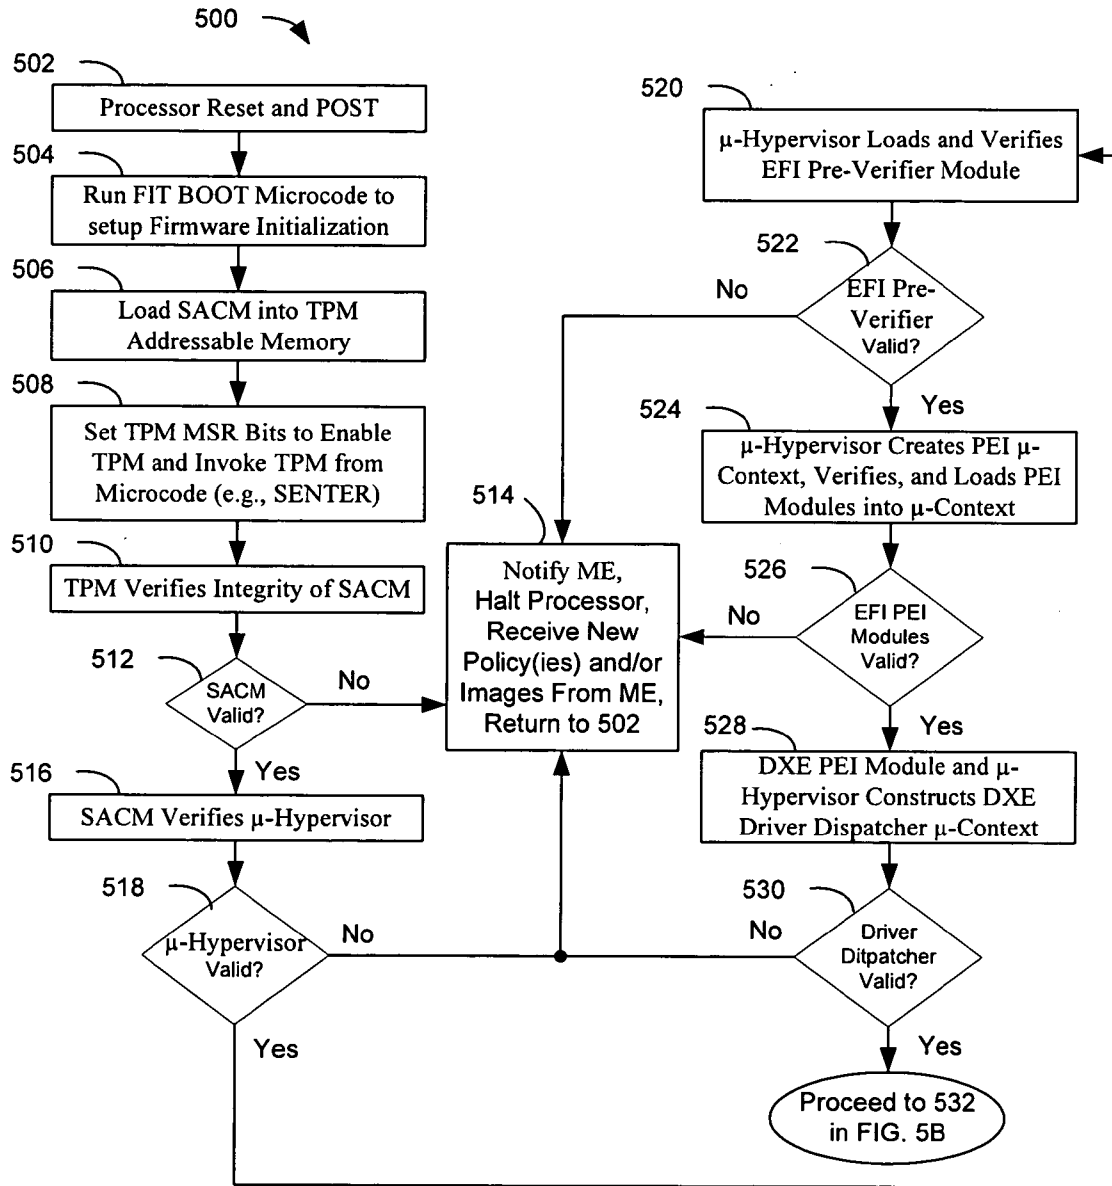 500
502
Processor Reset and POST
504
Run FIT BOOT Microcode to
setup Firmware Initialization
506
Load SACM into TPM
Addressable Memory
508
Set TPM MSR Bits to Enable
TPM and Invoke TPM from
Microcode (e.g., SENTER)
510
TPM Verifies Integrity of SACM
512
SACM
Valid?
No
Yes
514
Notify ME,
Halt Processor,
Receive New
Policy(ies) and/or
Images From ME,
Return to 502
516
SACM Verifies μ-Hypervisor
518
μ-Hypervisor
Valid?
No
Yes
520
μ-Hypervisor Loads and Verifies
EFI Pre-Verifier Module
522
EFI Pre-
Verifier
Valid?
No
Yes
524
μ-Hypervisor Creates PEI μ-
Context, Verifies, and Loads PEI
Modules into μ-Context
526
EFI PEI
Modules
Valid?
No
Yes
528
DXE PEI Module and μ-
Hypervisor Constructs DXE
Driver Dispatcher μ-Context
530
Driver
Ditpatcher
Valid?
No
Yes
Proceed to 532
in FIG. 5B